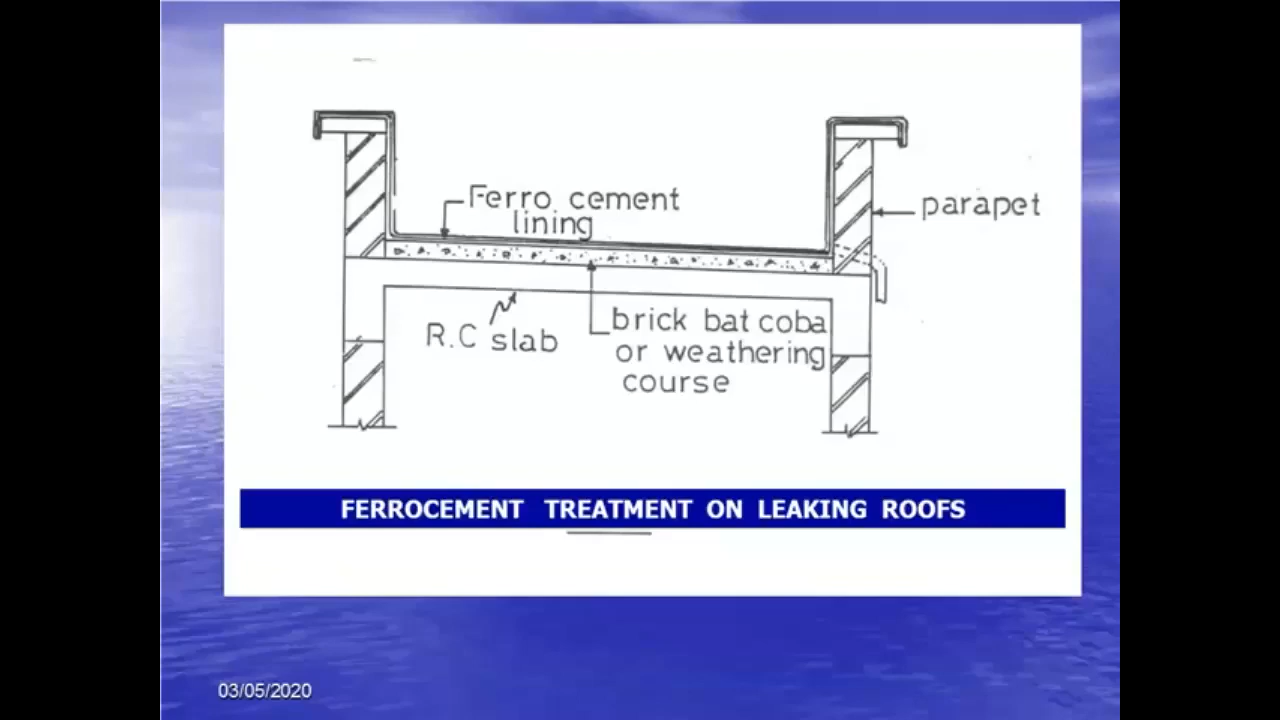 Ferro cement
lining
parapet
R.C slab
brick bat coba
or weathering
course
FERROCEMENT TREATMENT ON LEAKING ROOFS
03/05/2020